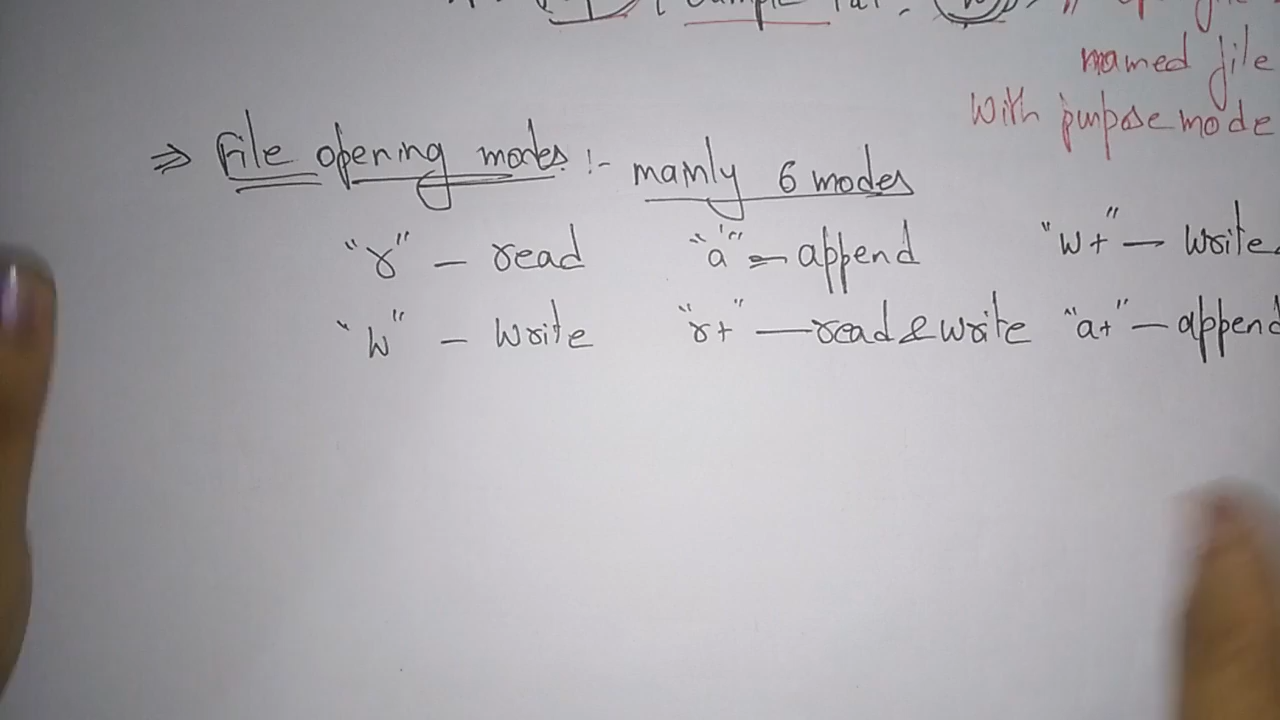 named file
with purpose mode
⇒ File opening modes :- mainly 6 modes
"r" — read "a" — append "w+" — write
"w" — write "r+" — read & write "a+" — append